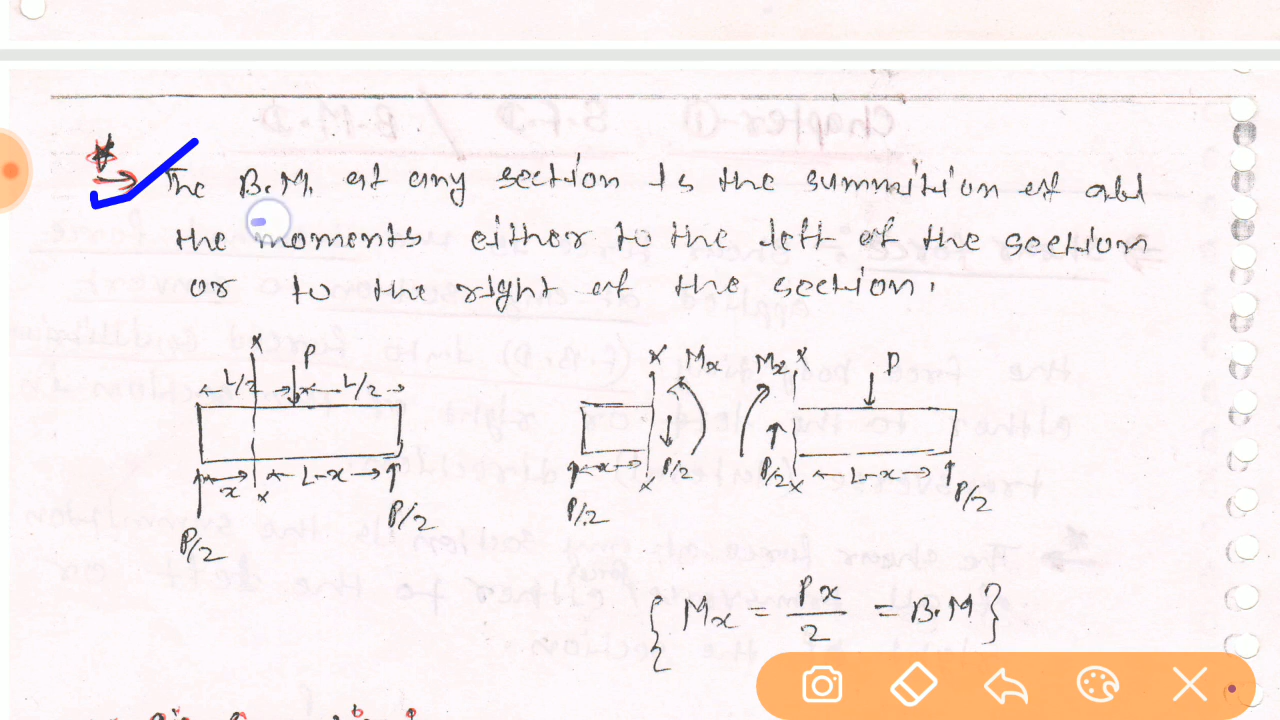 The B.M. at any section is the summition of all
the moments either to the left of the section
or to the right of the section.
x P
L/2 L/2
x L-x
x
P/2 P/2
x Mx Mx x P
x P/2 P/2 L-x
x x
P/2 P/2
{ Mx = Px/2 = B.M }